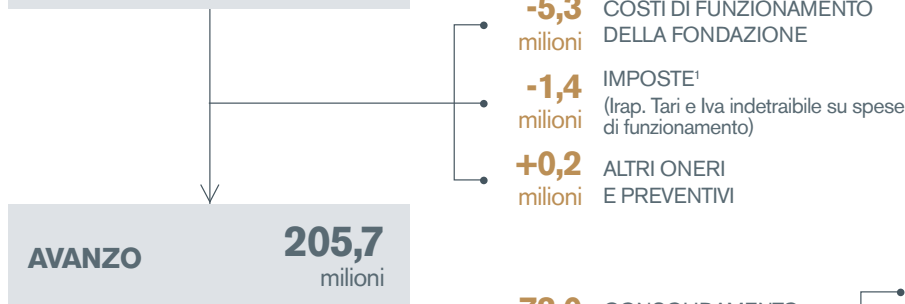 -5,3 COSTI DI FUNZIONAMENTO
milioni DELLA FONDAZIONE
-1,4 IMPOSTE¹
milioni (Irap. Tari e Iva indetraibile su spese
di funzionamento)
+0,2 ALTRI ONERI
milioni E PREVENTIVI
AVANZO 205,7
milioni
CONSOLIDAMENTO